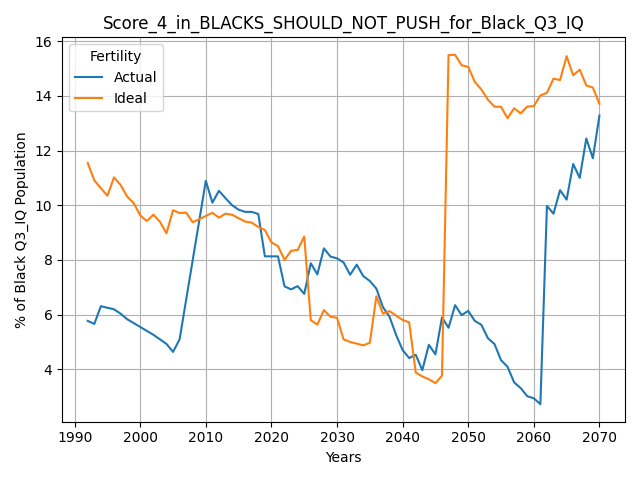 Score_4_in_BLACKS_SHOULD_NOT_PUSH_for_Black_Q3_IQ
Fertility
Actual
Ideal
% of Black Q3_IQ Population
16
14
12
10
8
6
4
1990 2000 2010 2020 2030 2040 2050 2060 2070
Years